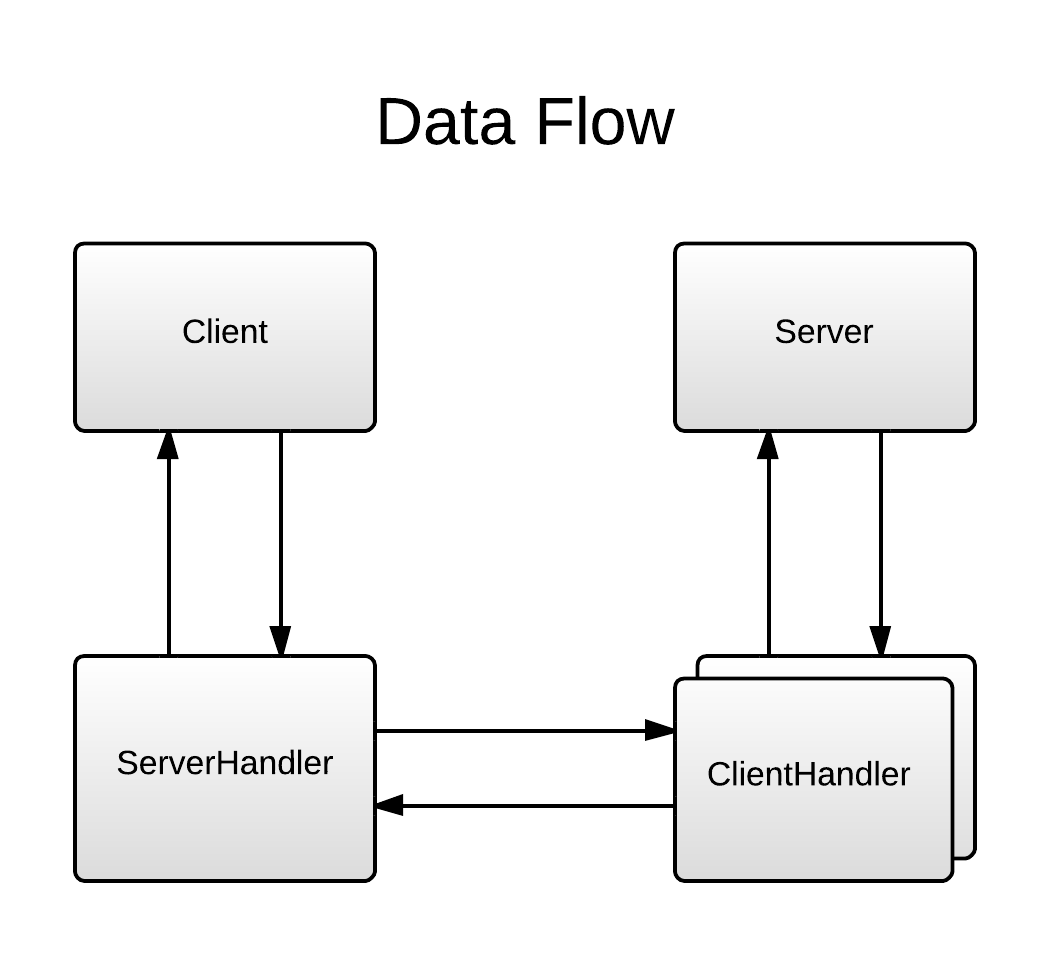 Data Flow
Client
Server
ServerHandler
ClientHandler